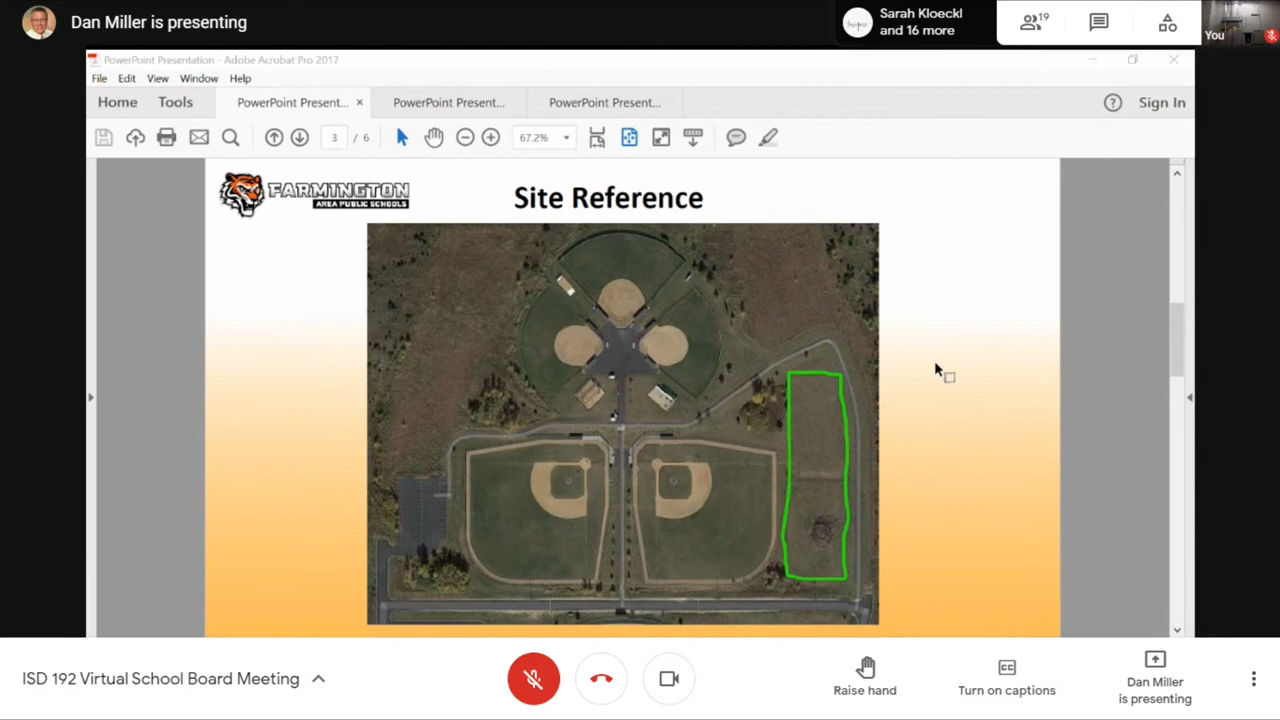 Dan Miller is presenting
Sarah Kloeckl
and 16 more
19
You
PowerPoint Presentation - Adobe Acrobat Pro 2017
File Edit View Window Help
Home Tools PowerPoint Present... × PowerPoint Present... PowerPoint Present... Sign In
3 / 6 67.2%
FARMINGTON
AREA PUBLIC SCHOOLS
Site Reference
ISD 192 Virtual School Board Meeting
Raise hand
Turn on captions
Dan Miller
is presenting